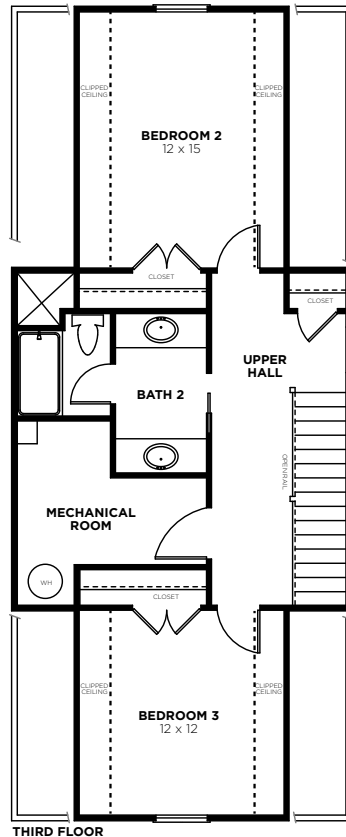 CLIPPED
CEILING
CLIPPED
CEILING
BEDROOM 2
12 x 15
CLOSET
CLOSET
UPPER
HALL
BATH 2
OPEN RAIL
MECHANICAL
ROOM
WH
CLOSET
CLIPPED
CEILING
CLIPPED
CEILING
BEDROOM 3
12 x 12
THIRD FLOOR